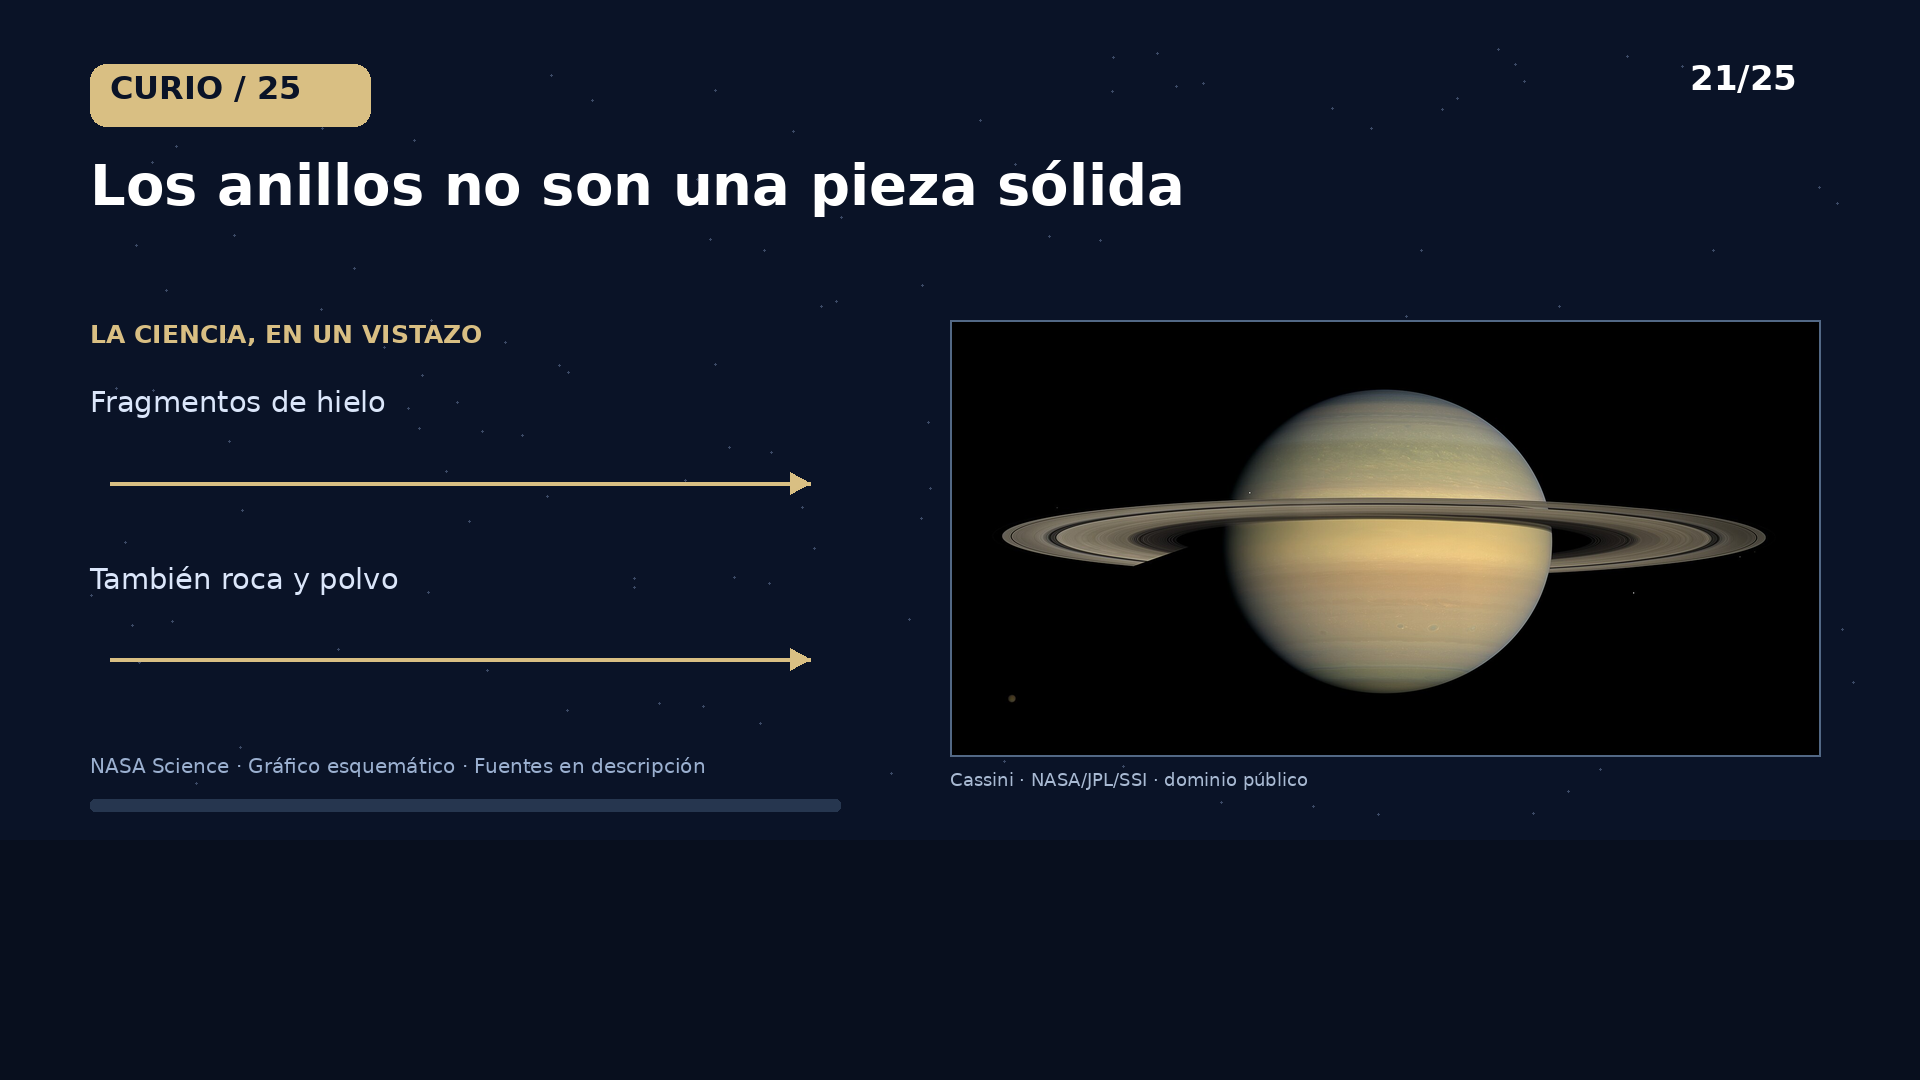 CURIO / 25
21/25
Los anillos no son una pieza sólida
LA CIENCIA, EN UN VISTAZO
Fragmentos de hielo
También roca y polvo
NASA Science · Gráfico esquemático · Fuentes en descripción
Cassini · NASA/JPL/SSI · dominio público